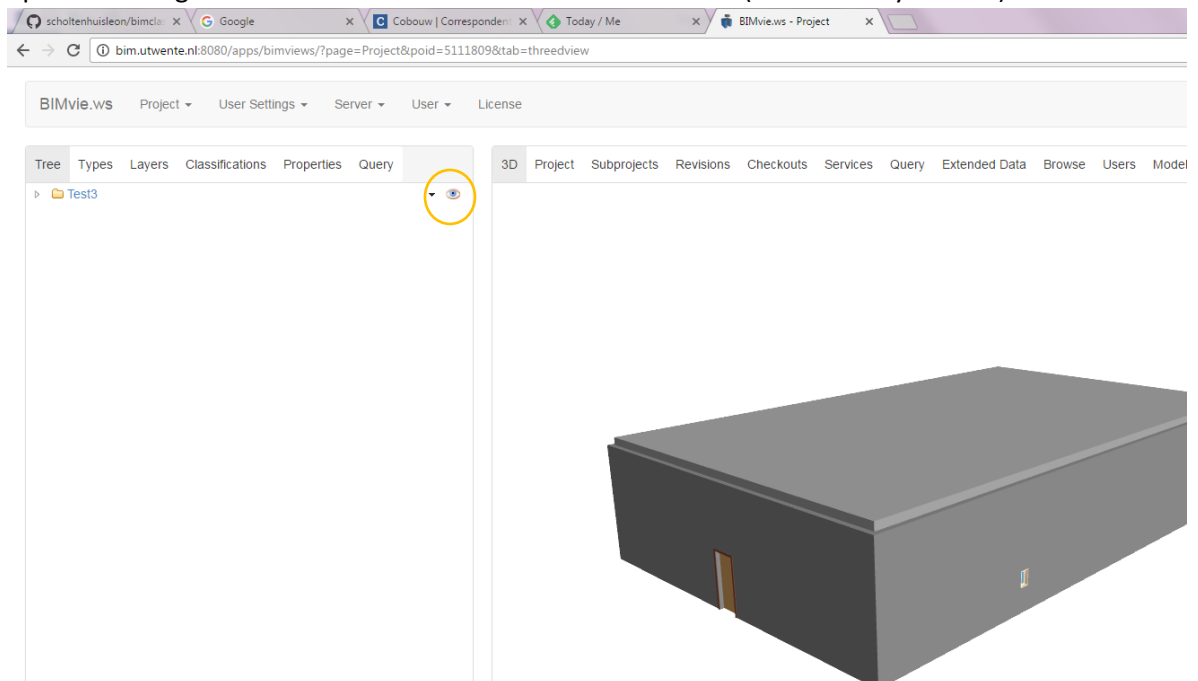 scholtenhuisleon/bimcla Google Cobouw | Corresponden Today / Me BIMvie.ws - Project
bim.utwente.nl:8080/apps/bimviews/?page=Project&poid=5111809&tab=threedview
BIMvie.ws Project User Settings Server User License
Tree Types Layers Classifications Properties Query
3D Project Subprojects Revisions Checkouts Services Query Extended Data Browse Users Model
Test3